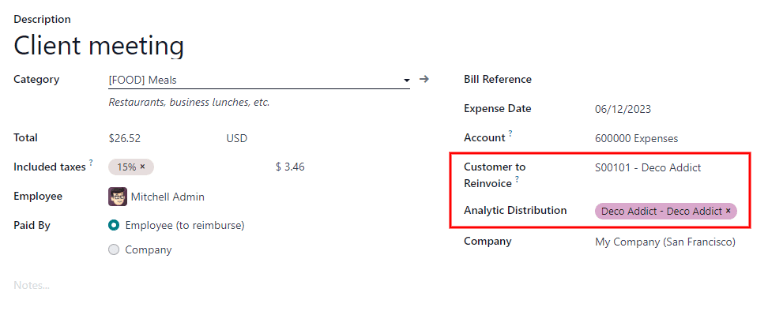 Description
Client meeting
Category [FOOD] Meals
Restaurants, business lunches, etc.
Total $26.52 USD
Included taxes ? 15% × $ 3.46
Employee Mitchell Admin
Paid By Employee (to reimburse)
Company
Notes...
Bill Reference
Expense Date 06/12/2023
Account ? 600000 Expenses
Customer to S00101 - Deco Addict
Reinvoice ?
Analytic Distribution Deco Addict - Deco Addict ×
Company My Company (San Francisco)